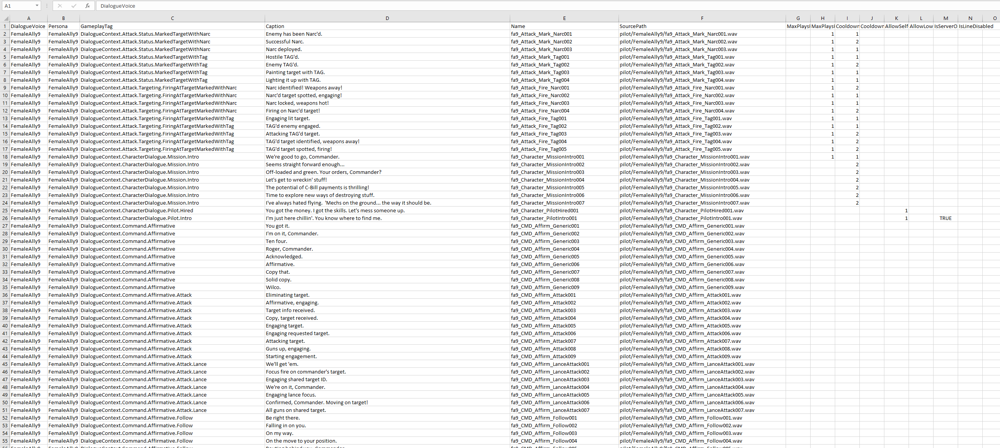 A1 fx DialogueVoice
A B C D E F G H I J K L M N O
1 DialogueVoice Persona GameplayTag Caption Name SourcePath MaxPlaysI MaxPlaysI Cooldown Cooldown AllowSelf AllowLow IsServerO IsLineDisabled
2 FemaleAlly9 FemaleAlly9 DialogueContext.Attack.Status.MarkedTargetWithNarc Enemy has been Narc'd. fa9_Attack_Mark_Narc001 pilot/FemaleAlly9/fa9_Attack_Mark_Narc001.wav 1 1
3 FemaleAlly9 FemaleAlly9 DialogueContext.Attack.Status.MarkedTargetWithNarc Successful Narc. fa9_Attack_Mark_Narc002 pilot/FemaleAlly9/fa9_Attack_Mark_Narc002.wav 1 2
4 FemaleAlly9 FemaleAlly9 DialogueContext.Attack.Status.MarkedTargetWithNarc Narc deployed. fa9_Attack_Mark_Narc003 pilot/FemaleAlly9/fa9_Attack_Mark_Narc003.wav 1 1
5 FemaleAlly9 FemaleAlly9 DialogueContext.Attack.Status.MarkedTargetWithTag Hostile TAG'd. fa9_Attack_Mark_Tag001 pilot/FemaleAlly9/fa9_Attack_Mark_Tag001.wav 1 1
6 FemaleAlly9 FemaleAlly9 DialogueContext.Attack.Status.MarkedTargetWithTag Enemy TAG'd. fa9_Attack_Mark_Tag002 pilot/FemaleAlly9/fa9_Attack_Mark_Tag002.wav 1 2
7 FemaleAlly9 FemaleAlly9 DialogueContext.Attack.Status.MarkedTargetWithTag Painting target with TAG. fa9_Attack_Mark_Tag003 pilot/FemaleAlly9/fa9_Attack_Mark_Tag003.wav 1 1
8 FemaleAlly9 FemaleAlly9 DialogueContext.Attack.Status.MarkedTargetWithTag Lighting it up with TAG. fa9_Attack_Mark_Tag004 pilot/FemaleAlly9/fa9_Attack_Mark_Tag004.wav 1 1
9 FemaleAlly9 FemaleAlly9 DialogueContext.Attack.Targeting.FiringAtTargetMarkedWithNarc Narc identified! Weapons away! fa9_Attack_Fire_Narc001 pilot/FemaleAlly9/fa9_Attack_Fire_Narc001.wav 1 2
10 FemaleAlly9 FemaleAlly9 DialogueContext.Attack.Targeting.FiringAtTargetMarkedWithNarc Narc'd target spotted, engaging! fa9_Attack_Fire_Narc002 pilot/FemaleAlly9/fa9_Attack_Fire_Narc002.wav 1 1
11 FemaleAlly9 FemaleAlly9 DialogueContext.Attack.Targeting.FiringAtTargetMarkedWithNarc Narc locked, weapons hot! fa9_Attack_Fire_Narc003 pilot/FemaleAlly9/fa9_Attack_Fire_Narc003.wav 1 1
12 FemaleAlly9 FemaleAlly9 DialogueContext.Attack.Targeting.FiringAtTargetMarkedWithNarc Firing on Narc'd target! fa9_Attack_Fire_Narc004 pilot/FemaleAlly9/fa9_Attack_Fire_Narc004.wav 1 2
13 FemaleAlly9 FemaleAlly9 DialogueContext.Attack.Targeting.FiringAtTargetMarkedWithTag Engaging lit target. fa9_Attack_Fire_Tag001 pilot/FemaleAlly9/fa9_Attack_Fire_Tag001.wav 1 1
14 FemaleAlly9 FemaleAlly9 DialogueContext.Attack.Targeting.FiringAtTargetMarkedWithTag TAG'd enemy engaged. fa9_Attack_Fire_Tag002 pilot/FemaleAlly9/fa9_Attack_Fire_Tag002.wav 1 1
15 FemaleAlly9 FemaleAlly9 DialogueContext.Attack.Targeting.FiringAtTargetMarkedWithTag Attacking TAG'd target. fa9_Attack_Fire_Tag003 pilot/FemaleAlly9/fa9_Attack_Fire_Tag003.wav 1 2
16 FemaleAlly9 FemaleAlly9 DialogueContext.Attack.Targeting.FiringAtTargetMarkedWithTag TAG'd target identified, weapons away! fa9_Attack_Fire_Tag004 pilot/FemaleAlly9/fa9_Attack_Fire_Tag004.wav 1 2
17 FemaleAlly9 FemaleAlly9 DialogueContext.Attack.Targeting.FiringAtTargetMarkedWithTag TAG'd target spotted, firing! fa9_Attack_Fire_Tag005 pilot/FemaleAlly9/fa9_Attack_Fire_Tag005.wav 1 2
18 FemaleAlly9 FemaleAlly9 DialogueContext.CharacterDialogue.Mission.Intro We're good to go, Commander. fa9_Character_MissionIntro001 pilot/FemaleAlly9/fa9_Character_MissionIntro001.wav 1 1
19 FemaleAlly9 FemaleAlly9 DialogueContext.CharacterDialogue.Mission.Intro Seems straight forward enough... fa9_Character_MissionIntro002 pilot/FemaleAlly9/fa9_Character_MissionIntro002.wav 2
20 FemaleAlly9 FemaleAlly9 DialogueContext.CharacterDialogue.Mission.Intro Off-loaded and green. Your orders, Commander? fa9_Character_MissionIntro003 pilot/FemaleAlly9/fa9_Character_MissionIntro003.wav 2
21 FemaleAlly9 FemaleAlly9 DialogueContext.CharacterDialogue.Mission.Intro Let's get to wreckin' stuff! fa9_Character_MissionIntro004 pilot/FemaleAlly9/fa9_Character_MissionIntro004.wav 2
22 FemaleAlly9 FemaleAlly9 DialogueContext.CharacterDialogue.Mission.Intro The potential of C-Bill payments is thrilling! fa9_Character_MissionIntro005 pilot/FemaleAlly9/fa9_Character_MissionIntro005.wav 2
23 FemaleAlly9 FemaleAlly9 DialogueContext.CharacterDialogue.Mission.Intro Time to explore new ways of destroying stuff. fa9_Character_MissionIntro006 pilot/FemaleAlly9/fa9_Character_MissionIntro006.wav 2
24 FemaleAlly9 FemaleAlly9 DialogueContext.CharacterDialogue.Mission.Intro I've always hated flying.  'Mechs on the ground... the way it should be. fa9_Character_MissionIntro007 pilot/FemaleAlly9/fa9_Character_MissionIntro007.wav 2
25 FemaleAlly9 FemaleAlly9 DialogueContext.CharacterDialogue.Pilot.Hired You got the money. I got the skills. Let's mess someone up. fa9_Character_PilotHired001 pilot/FemaleAlly9/fa9_Character_PilotHired001.wav 1
26 FemaleAlly9 FemaleAlly9 DialogueContext.CharacterDialogue.Pilot.Intro I'm just here chillin'. You know where to find me. fa9_Character_PilotIntro001 pilot/FemaleAlly9/fa9_Character_PilotIntro001.wav 1 TRUE
27 FemaleAlly9 FemaleAlly9 DialogueContext.Command.Affirmative You got it. fa9_CMD_Affirm_Generic001 pilot/FemaleAlly9/fa9_CMD_Affirm_Generic001.wav
28 FemaleAlly9 FemaleAlly9 DialogueContext.Command.Affirmative I'm on it, Commander. fa9_CMD_Affirm_Generic002 pilot/FemaleAlly9/fa9_CMD_Affirm_Generic002.wav
29 FemaleAlly9 FemaleAlly9 DialogueContext.Command.Affirmative Ten four. fa9_CMD_Affirm_Generic003 pilot/FemaleAlly9/fa9_CMD_Affirm_Generic003.wav
30 FemaleAlly9 FemaleAlly9 DialogueContext.Command.Affirmative Roger, Commander. fa9_CMD_Affirm_Generic004 pilot/FemaleAlly9/fa9_CMD_Affirm_Generic004.wav
31 FemaleAlly9 FemaleAlly9 DialogueContext.Command.Affirmative Acknowledged. fa9_CMD_Affirm_Generic005 pilot/FemaleAlly9/fa9_CMD_Affirm_Generic005.wav
32 FemaleAlly9 FemaleAlly9 DialogueContext.Command.Affirmative Affirmative. fa9_CMD_Affirm_Generic006 pilot/FemaleAlly9/fa9_CMD_Affirm_Generic006.wav
33 FemaleAlly9 FemaleAlly9 DialogueContext.Command.Affirmative Copy that. fa9_CMD_Affirm_Generic007 pilot/FemaleAlly9/fa9_CMD_Affirm_Generic007.wav
34 FemaleAlly9 FemaleAlly9 DialogueContext.Command.Affirmative Solid copy. fa9_CMD_Affirm_Generic008 pilot/FemaleAlly9/fa9_CMD_Affirm_Generic008.wav
35 FemaleAlly9 FemaleAlly9 DialogueContext.Command.Affirmative Wilco. fa9_CMD_Affirm_Generic009 pilot/FemaleAlly9/fa9_CMD_Affirm_Generic009.wav
36 FemaleAlly9 FemaleAlly9 DialogueContext.Command.Affirmative.Attack Eliminating target. fa9_CMD_Affirm_Attack001 pilot/FemaleAlly9/fa9_CMD_Affirm_Attack001.wav
37 FemaleAlly9 FemaleAlly9 DialogueContext.Command.Affirmative.Attack Affirmative, engaging. fa9_CMD_Affirm_Attack002 pilot/FemaleAlly9/fa9_CMD_Affirm_Attack002.wav
38 FemaleAlly9 FemaleAlly9 DialogueContext.Command.Affirmative.Attack Target info received. fa9_CMD_Affirm_Attack003 pilot/FemaleAlly9/fa9_CMD_Affirm_Attack003.wav
39 FemaleAlly9 FemaleAlly9 DialogueContext.Command.Affirmative.Attack Copy, target received. fa9_CMD_Affirm_Attack004 pilot/FemaleAlly9/fa9_CMD_Affirm_Attack004.wav
40 FemaleAlly9 FemaleAlly9 DialogueContext.Command.Affirmative.Attack Engaging target. fa9_CMD_Affirm_Attack005 pilot/FemaleAlly9/fa9_CMD_Affirm_Attack005.wav
41 FemaleAlly9 FemaleAlly9 DialogueContext.Command.Affirmative.Attack Engaging requested target. fa9_CMD_Affirm_Attack006 pilot/FemaleAlly9/fa9_CMD_Affirm_Attack006.wav
42 FemaleAlly9 FemaleAlly9 DialogueContext.Command.Affirmative.Attack Attacking target. fa9_CMD_Affirm_Attack007 pilot/FemaleAlly9/fa9_CMD_Affirm_Attack007.wav
43 FemaleAlly9 FemaleAlly9 DialogueContext.Command.Affirmative.Attack Guns up, engaging. fa9_CMD_Affirm_Attack008 pilot/FemaleAlly9/fa9_CMD_Affirm_Attack008.wav
44 FemaleAlly9 FemaleAlly9 DialogueContext.Command.Affirmative.Attack Starting engagement. fa9_CMD_Affirm_Attack009 pilot/FemaleAlly9/fa9_CMD_Affirm_Attack009.wav
45 FemaleAlly9 FemaleAlly9 DialogueContext.Command.Affirmative.Attack.Lance We'll get 'em. fa9_CMD_Affirm_LanceAttack001 pilot/FemaleAlly9/fa9_CMD_Affirm_LanceAttack001.wav
46 FemaleAlly9 FemaleAlly9 DialogueContext.Command.Affirmative.Attack.Lance Focus fire on commander's target. fa9_CMD_Affirm_LanceAttack002 pilot/FemaleAlly9/fa9_CMD_Affirm_LanceAttack002.wav
47 FemaleAlly9 FemaleAlly9 DialogueContext.Command.Affirmative.Attack.Lance Engaging shared target ID. fa9_CMD_Affirm_LanceAttack003 pilot/FemaleAlly9/fa9_CMD_Affirm_LanceAttack003.wav
48 FemaleAlly9 FemaleAlly9 DialogueContext.Command.Affirmative.Attack.Lance We're on it, Commander. fa9_CMD_Affirm_LanceAttack004 pilot/FemaleAlly9/fa9_CMD_Affirm_LanceAttack004.wav
49 FemaleAlly9 FemaleAlly9 DialogueContext.Command.Affirmative.Attack.Lance Engaging lance focus. fa9_CMD_Affirm_LanceAttack005 pilot/FemaleAlly9/fa9_CMD_Affirm_LanceAttack005.wav
50 FemaleAlly9 FemaleAlly9 DialogueContext.Command.Affirmative.Attack.Lance Confirmed, Commander. Moving on target! fa9_CMD_Affirm_LanceAttack006 pilot/FemaleAlly9/fa9_CMD_Affirm_LanceAttack006.wav
51 FemaleAlly9 FemaleAlly9 DialogueContext.Command.Affirmative.Attack.Lance All guns on shared target. fa9_CMD_Affirm_LanceAttack007 pilot/FemaleAlly9/fa9_CMD_Affirm_LanceAttack007.wav
52 FemaleAlly9 FemaleAlly9 DialogueContext.Command.Affirmative.Follow Be right there. fa9_CMD_Affirm_Follow001 pilot/FemaleAlly9/fa9_CMD_Affirm_Follow001.wav
53 FemaleAlly9 FemaleAlly9 DialogueContext.Command.Affirmative.Follow Falling in on you. fa9_CMD_Affirm_Follow002 pilot/FemaleAlly9/fa9_CMD_Affirm_Follow002.wav
54 FemaleAlly9 FemaleAlly9 DialogueContext.Command.Affirmative.Follow On my way. fa9_CMD_Affirm_Follow003 pilot/FemaleAlly9/fa9_CMD_Affirm_Follow003.wav
55 FemaleAlly9 FemaleAlly9 DialogueContext.Command.Affirmative.Follow On the move to your position. fa9_CMD_Affirm_Follow004 pilot/FemaleAlly9/fa9_CMD_Affirm_Follow004.wav